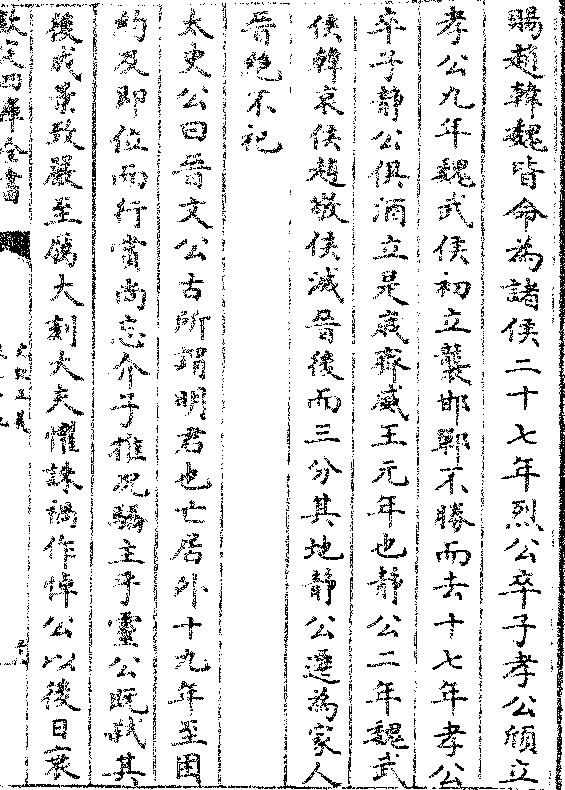 賜趙韓魏皆命為諸侯二十七年烈公卒子孝公頎立
孝公九年魏武侯初立襲邯鄲不勝而去十七年孝公
卒子靜公俱酒立是歳齊威王元年也靜公二年魏武
侯韓哀侯趙敬侯滅晉後而三分其地靜公遷為家人
晉絶不祀
太史公曰晉文公古所謂明君也亡居外十九年至困
約及即位而行賞尚忘介子推况驕主乎靈公既弑其
後成景致嚴至厲大刻大夫懼誅禍作悼公以後日衰
欽定四庫全書
史記正義